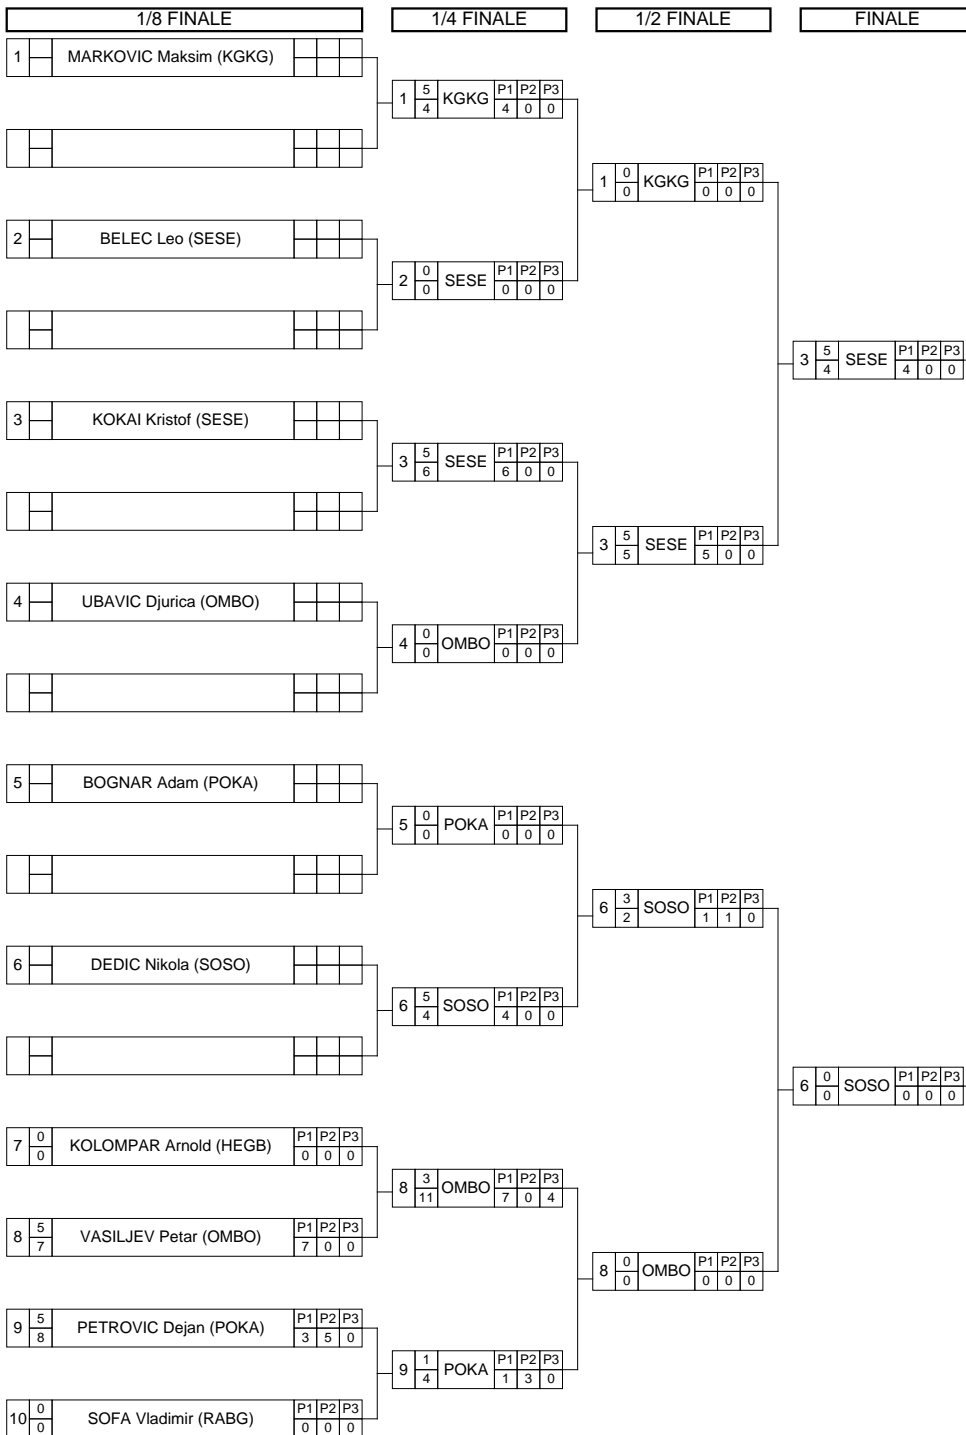 1/8 FINALE 1/4 FINALE 1/2 FINALE FINALE
1 MARKOVIC Maksim (KGKG)
1 5 KGKG P1 P2 P3
4 4 0 0
1 0 KGKG P1 P2 P3
0 0 0 0
2 BELEC Leo (SESE)
2 0 SESE P1 P2 P3
0 0 0 0
3 5 SESE P1 P2 P3
4 4 0 0
3 KOKAI Kristof (SESE)
3 5 SESE P1 P2 P3
6 6 0 0
3 5 SESE P1 P2 P3
5 5 0 0
4 UBAVIC Djurica (OMBO)
4 0 OMBO P1 P2 P3
0 0 0 0
5 BOGNAR Adam (POKA)
5 0 POKA P1 P2 P3
0 0 0 0
6 3 SOSO P1 P2 P3
2 1 1 0
6 DEDIC Nikola (SOSO)
6 5 SOSO P1 P2 P3
4 4 0 0
6 0 SOSO P1 P2 P3
0 0 0 0
7 0 KOLOMPAR Arnold (HEGB) P1 P2 P3
0 0 0 0
8 3 OMBO P1 P2 P3
11 7 0 4
8 5 VASILJEV Petar (OMBO) P1 P2 P3
7 7 0 0
8 0 OMBO P1 P2 P3
0 0 0 0
9 5 PETROVIC Dejan (POKA) P1 P2 P3
8 3 5 0
9 1 POKA P1 P2 P3
4 1 3 0
10 0 SOFA Vladimir (RABG) P1 P2 P3
0 0 0 0